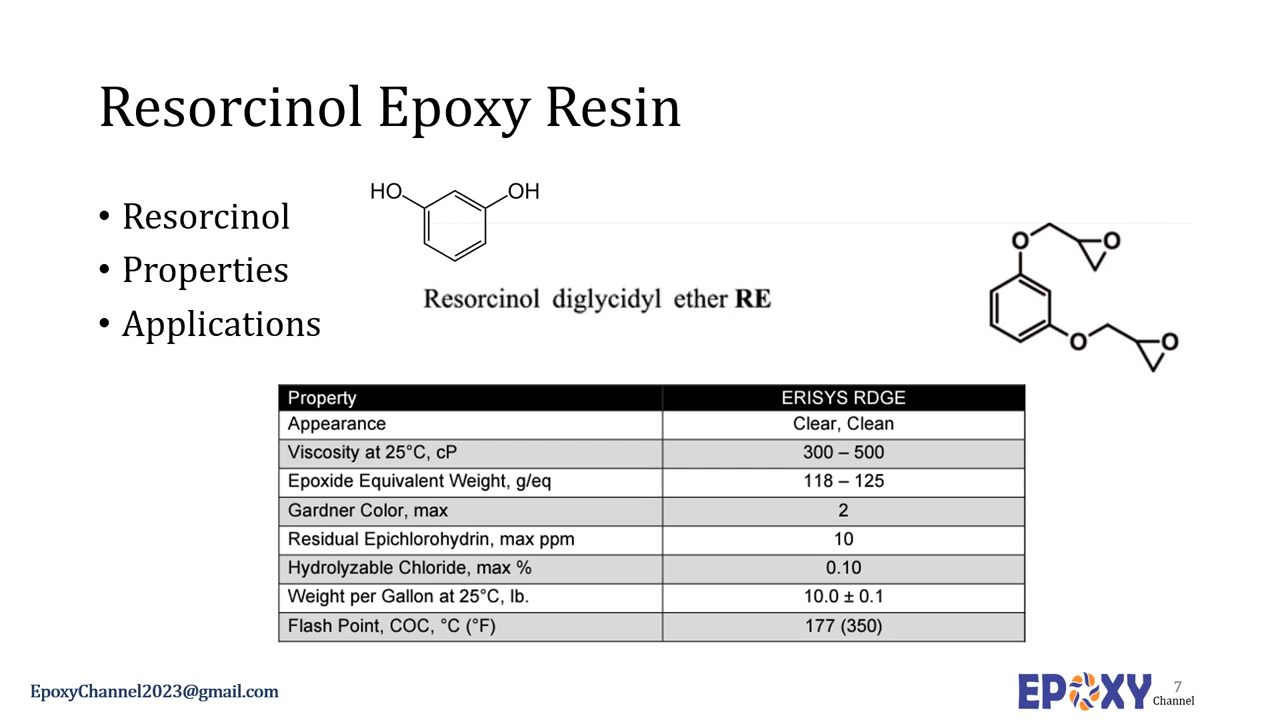 Resorcinol Epoxy Resin
• Resorcinol
• Properties
• Applications
HO OH
Resorcinol diglycidyl ether RE
O O
O O
Property ERISYS RDGE
Appearance Clear, Clean
Viscosity at 25°C, cP 300 – 500
Epoxide Equivalent Weight, g/eq 118 – 125
Gardner Color, max 2
Residual Epichlorohydrin, max ppm 10
Hydrolyzable Chloride, max % 0.10
Weight per Gallon at 25°C, lb. 10.0 ± 0.1
Flash Point, COC, °C (°F) 177 (350)
EpoxyChannel2023@gmail.com
EPOXY Channel
7